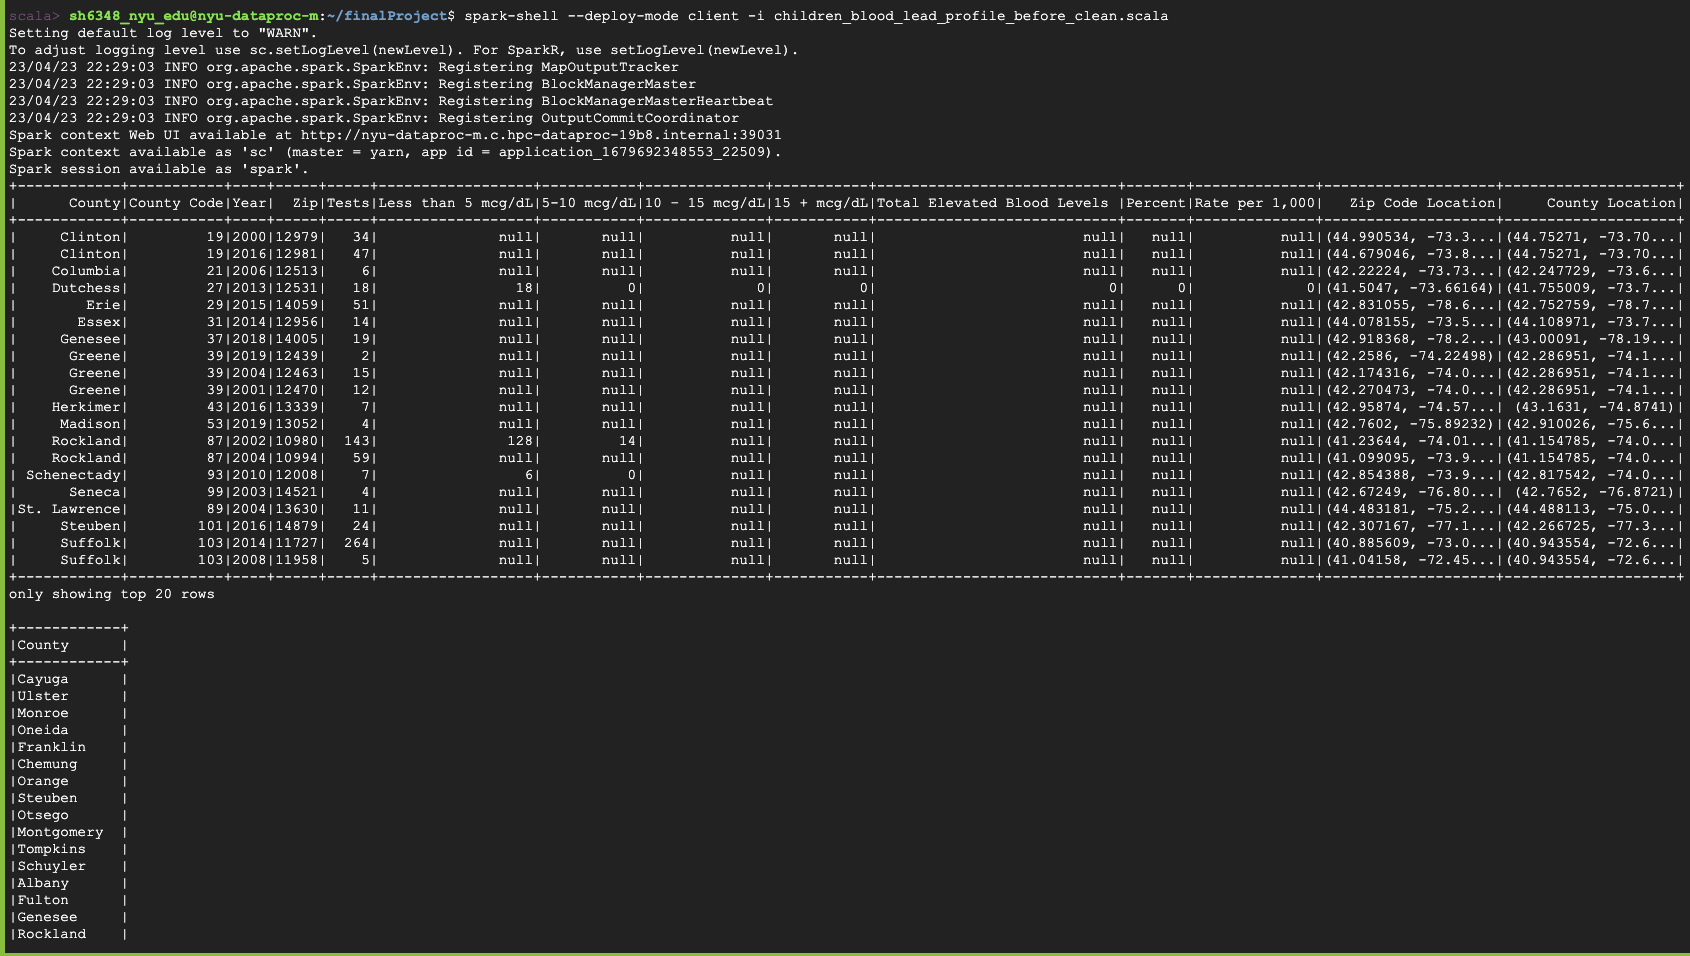 scala> sh6348_nyu_edu@nyu-dataproc-m:~/finalProject$ spark-shell --deploy-mode client -i children_blood_lead_profile_before_clean.scala
Setting default log level to "WARN".
To adjust logging level use sc.setLogLevel(newLevel). For SparkR, use setLogLevel(newLevel).
23/04/23 22:29:03 INFO org.apache.spark.SparkEnv: Registering MapOutputTracker
23/04/23 22:29:03 INFO org.apache.spark.SparkEnv: Registering BlockManagerMaster
23/04/23 22:29:03 INFO org.apache.spark.SparkEnv: Registering BlockManagerMasterHeartbeat
23/04/23 22:29:03 INFO org.apache.spark.SparkEnv: Registering OutputCommitCoordinator
Spark context Web UI available at http://nyu-dataproc-m.c.hpc-dataproc-19b8.internal:39031
Spark context available as 'sc' (master = yarn, app id = application_1679692348553_22509).
Spark session available as 'spark'.
+------------+-----------+----+-----+-----+------------------+-----------+--------------+-----------+----------------------------+-------+--------------+--------------------+--------------------+
|      County|County Code|Year|  Zip|Tests|Less than 5 mcg/dL|5-10 mcg/dL|10 - 15 mcg/dL|15 + mcg/dL|Total Elevated Blood Levels |Percent|Rate per 1,000|   Zip Code Location|     County Location|
+------------+-----------+----+-----+-----+------------------+-----------+--------------+-----------+----------------------------+-------+--------------+--------------------+--------------------+
|     Clinton|         19|2000|12979|   34|              null|       null|          null|       null|                        null|   null|          null|(44.990534, -73.3...|(44.75271, -73.70...|
|     Clinton|         19|2016|12981|   47|              null|       null|          null|       null|                        null|   null|          null|(44.679046, -73.8...|(44.75271, -73.70...|
|    Columbia|         21|2006|12513|    6|              null|       null|          null|       null|                        null|   null|          null|(42.22224, -73.73...|(42.247729, -73.6...|
|    Dutchess|         27|2013|12531|   18|                18|          0|             0|          0|                           0|      0|             0|(41.5047, -73.66164)|(41.755009, -73.7...|
|        Erie|         29|2015|14059|   51|              null|       null|          null|       null|                        null|   null|          null|(42.831055, -78.6...|(42.752759, -78.7...|
|       Essex|         31|2014|12956|   14|              null|       null|          null|       null|                        null|   null|          null|(44.078155, -73.5...|(44.108971, -73.7...|
|     Genesee|         37|2018|14005|   19|              null|       null|          null|       null|                        null|   null|          null|(42.918368, -78.2...|(43.00091, -78.19...|
|      Greene|         39|2019|12439|    2|              null|       null|          null|       null|                        null|   null|          null|(42.2586, -74.22498)|(42.286951, -74.1...|
|      Greene|         39|2004|12463|   15|              null|       null|          null|       null|                        null|   null|          null|(42.174316, -74.0...|(42.286951, -74.1...|
|      Greene|         39|2001|12470|   12|              null|       null|          null|       null|                        null|   null|          null|(42.270473, -74.0...|(42.286951, -74.1...|
|    Herkimer|         43|2016|13339|    7|              null|       null|          null|       null|                        null|   null|          null|(42.95874, -74.57...| (43.1631, -74.8741)|
|     Madison|         53|2019|13052|    4|              null|       null|          null|       null|                        null|   null|          null|(42.7602, -75.89232)|(42.910026, -75.6...|
|    Rockland|         87|2002|10980|  143|               128|         14|          null|       null|                        null|   null|          null|(41.23644, -74.01...|(41.154785, -74.0...|
|    Rockland|         87|2004|10994|   59|              null|       null|          null|       null|                        null|   null|          null|(41.099095, -73.9...|(41.154785, -74.0...|
| Schenectady|         93|2010|12008|    7|                 6|          0|          null|       null|                        null|   null|          null|(42.854388, -73.9...|(42.817542, -74.0...|
|      Seneca|         99|2003|14521|    4|              null|       null|          null|       null|                        null|   null|          null|(42.67249, -76.80...| (42.7652, -76.8721)|
|St. Lawrence|         89|2004|13630|   11|              null|       null|          null|       null|                        null|   null|          null|(44.483181, -75.2...|(44.488113, -75.0...|
|     Steuben|        101|2016|14879|   24|              null|       null|          null|       null|                        null|   null|          null|(42.307167, -77.1...|(42.266725, -77.3...|
|     Suffolk|        103|2014|11727|  264|              null|       null|          null|       null|                        null|   null|          null|(40.885609, -73.0...|(40.943554, -72.6...|
|     Suffolk|        103|2008|11958|    5|              null|       null|          null|       null|                        null|   null|          null|(41.04158, -72.45...|(40.943554, -72.6...|
+------------+-----------+----+-----+-----+------------------+-----------+--------------+-----------+----------------------------+-------+--------------+--------------------+--------------------+
only showing top 20 rows
+------------+
|County      |
+------------+
|Cayuga      |
|Ulster      |
|Monroe      |
|Oneida      |
|Franklin    |
|Chemung     |
|Orange      |
|Steuben     |
|Otsego      |
|Montgomery  |
|Tompkins    |
|Schuyler    |
|Albany      |
|Fulton      |
|Genesee     |
|Rockland    |